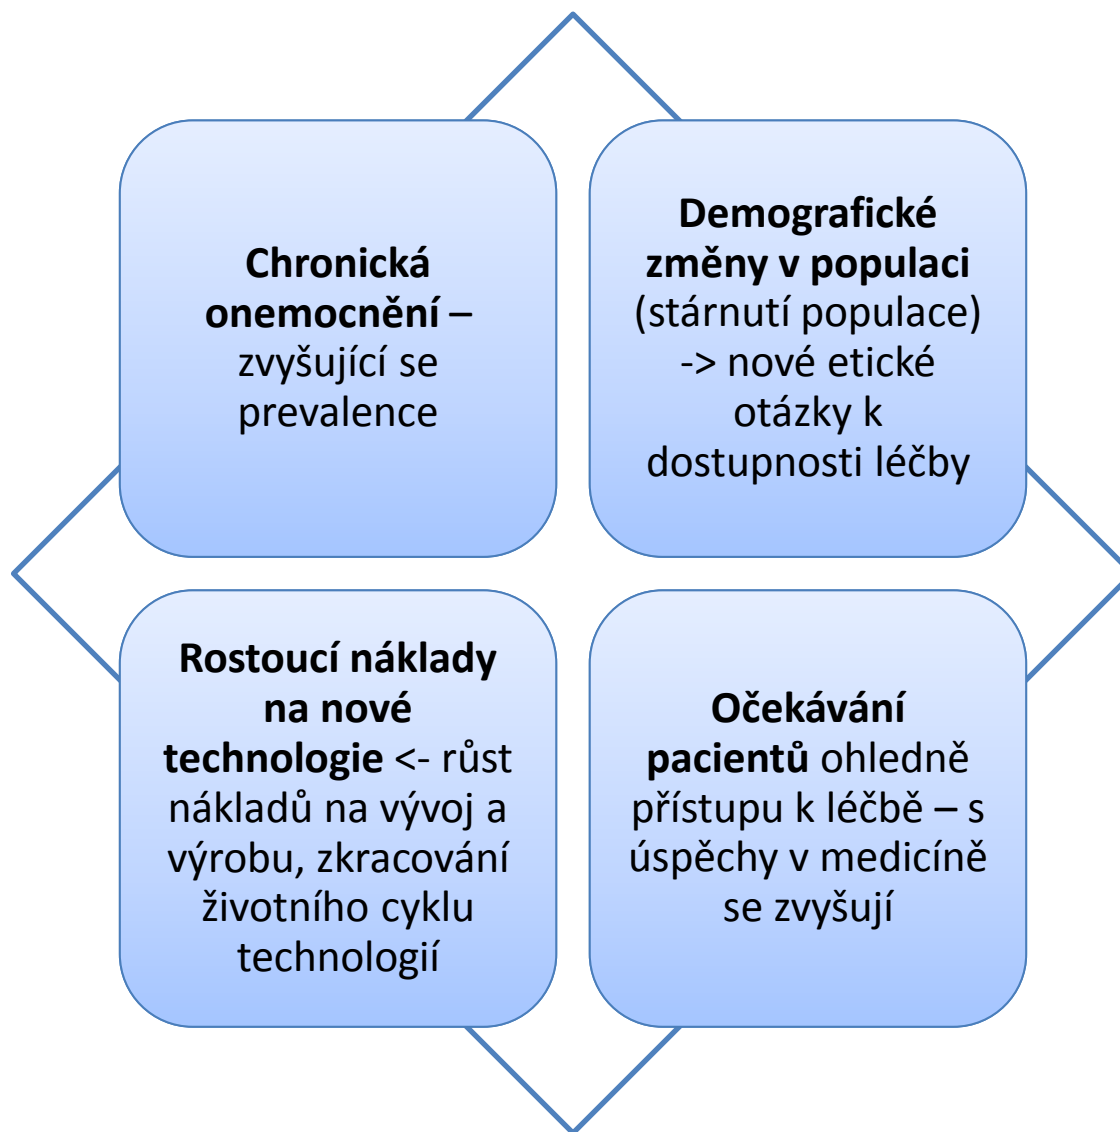 Chronická
onemocnění –
zvyšující se
prevalence
Demografické
změny v populaci
(stárnutí populace)
-> nové etické
otázky k
dostupnosti léčby
Rostoucí náklady
na nové
technologie <- růst
nákladů na vývoj a
výrobu, zkracování
životního cyklu
technologií
Očekávání
pacientů ohledně
přístupu k léčbě – s
úspěchy v medicíně
se zvyšují